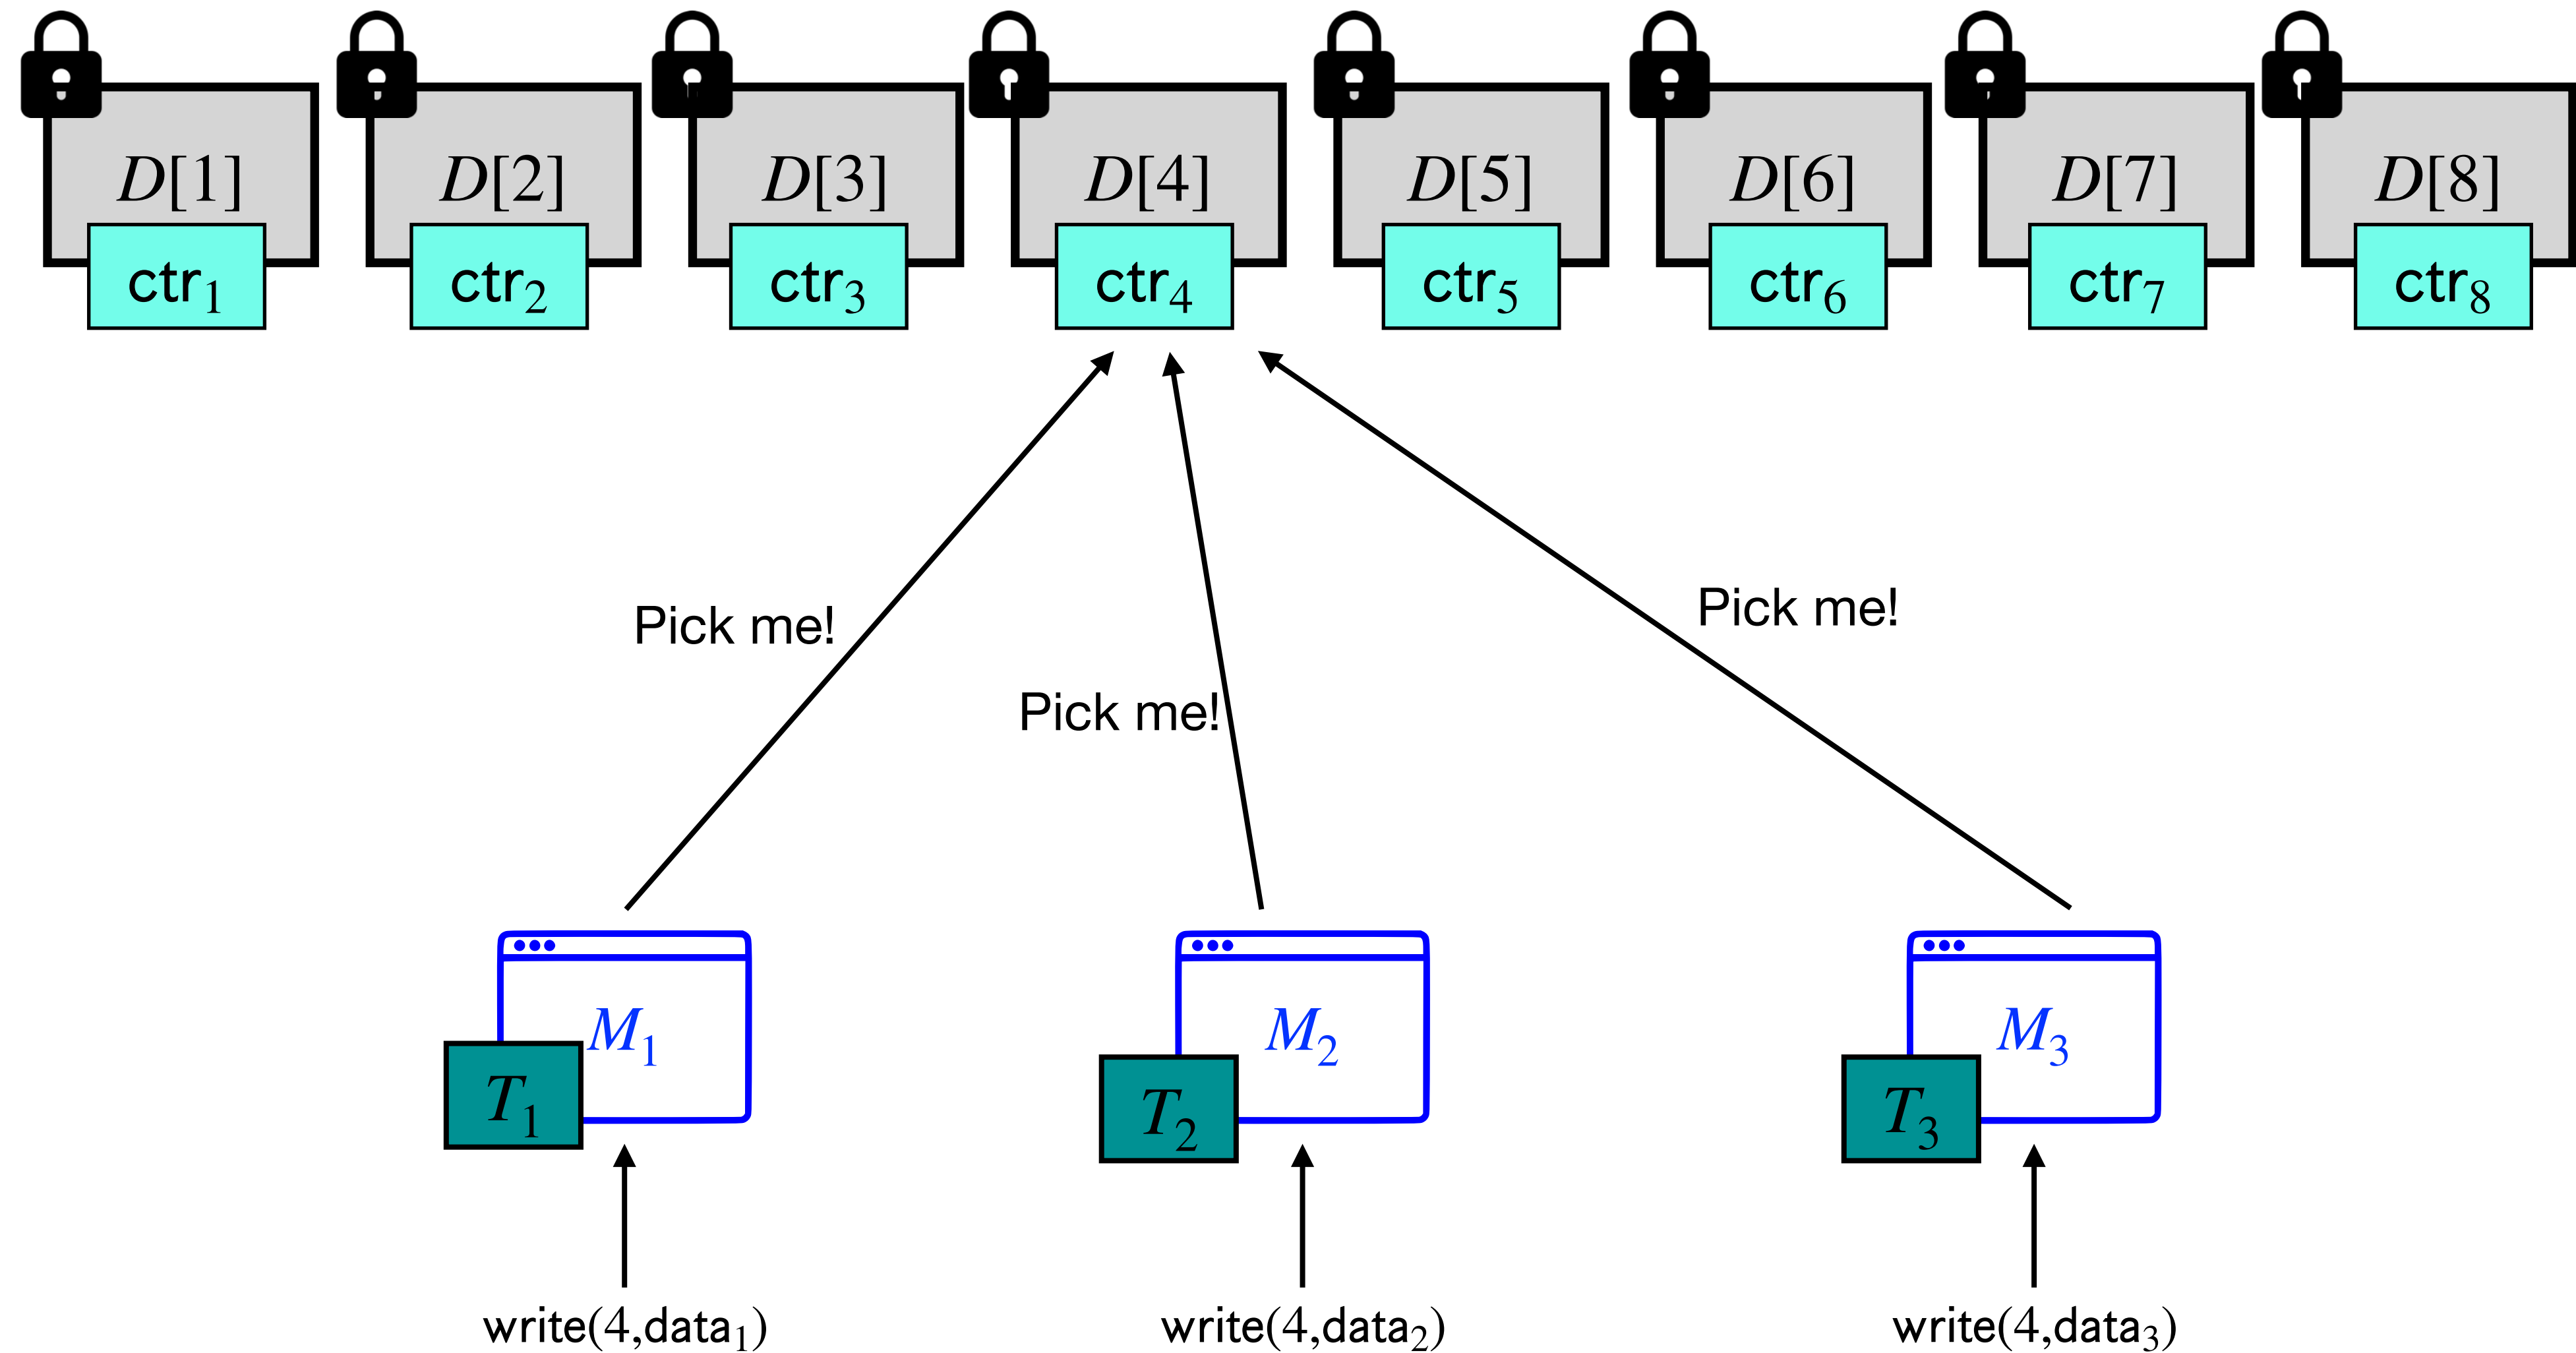 D[1] D[2] D[3] D[4] D[5] D[6] D[7] D[8]
ctr₁ ctr₂ ctr₃ ctr₄ ctr₅ ctr₆ ctr₇ ctr₈
Pick me!
Pick me!
Pick me!
M₁ M₂ M₃
T₁ T₂ T₃
write(4,data₁) write(4,data₂) write(4,data₃)